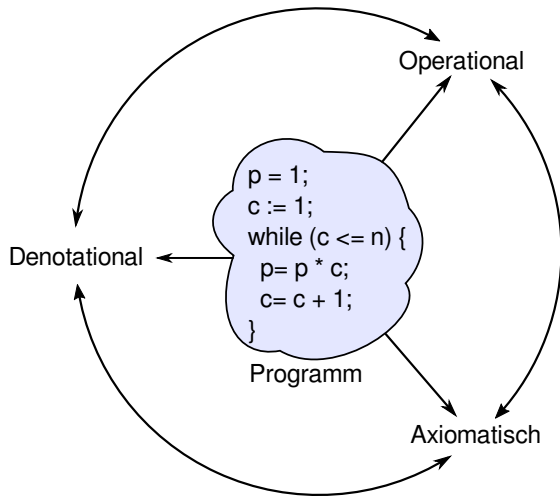 Operational
p = 1;
c := 1;
while (c <= n) {
p= p * c;
c= c + 1;
}
Denotational
Programm
Axiomatisch